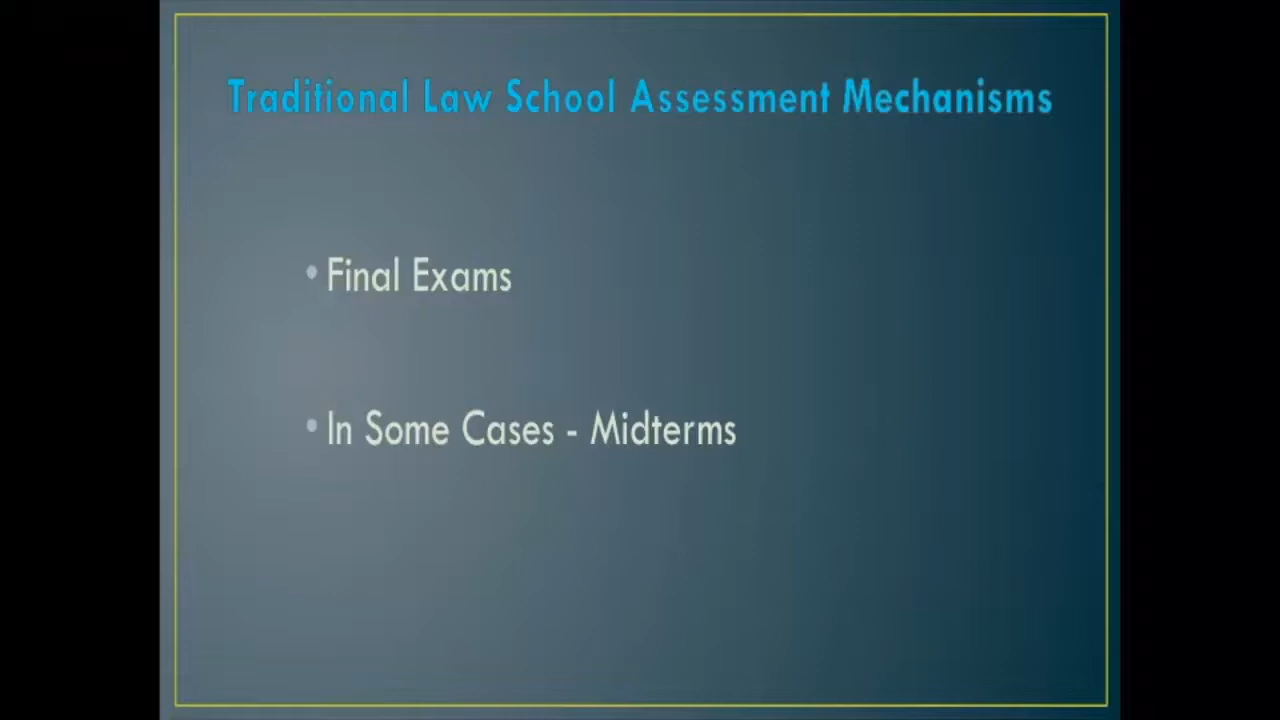 Traditional Law School Assessment Mechanisms
• Final Exams
• In Some Cases - Midterms